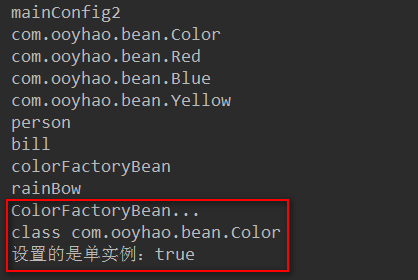 mainConfig2
com.ooyhao.bean.Color
com.ooyhao.bean.Red
com.ooyhao.bean.Blue
com.ooyhao.bean.Yellow
person
bill
colorFactoryBean
rainBow
ColorFactoryBean...
class com.ooyhao.bean.Color
设置的是单实例：true